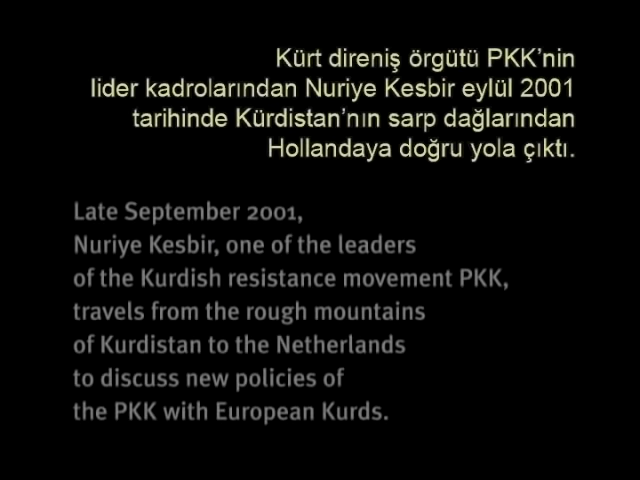 Kürt direniş örgütü PKK’nin
lider kadrolarından Nuriye Kesbir eylül 2001
tarihinde Kürdistan’nın sarp dağlarından
Hollandaya doğru yola çıktı.
Late September 2001,
Nuriye Kesbir, one of the leaders
of the Kurdish resistance movement PKK,
travels from the rough mountains
of Kurdistan to the Netherlands
to discuss new policies of
the PKK with European Kurds.